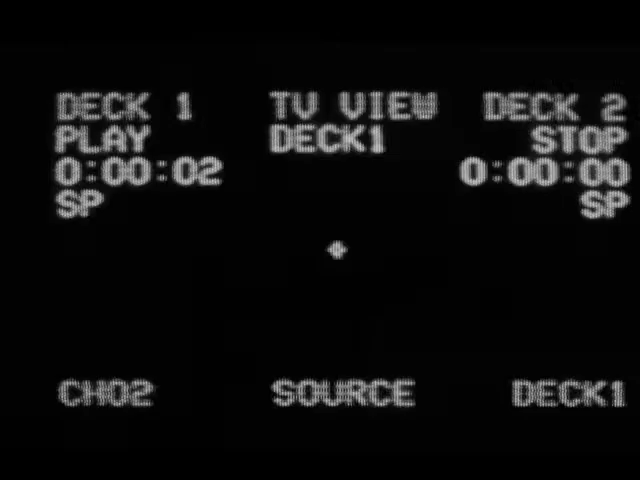 DECK 1 TV VIEW DECK 2
PLAY DECK1 STOP
0:00:02 0:00:00
SP SP
CH02 SOURCE DECK1